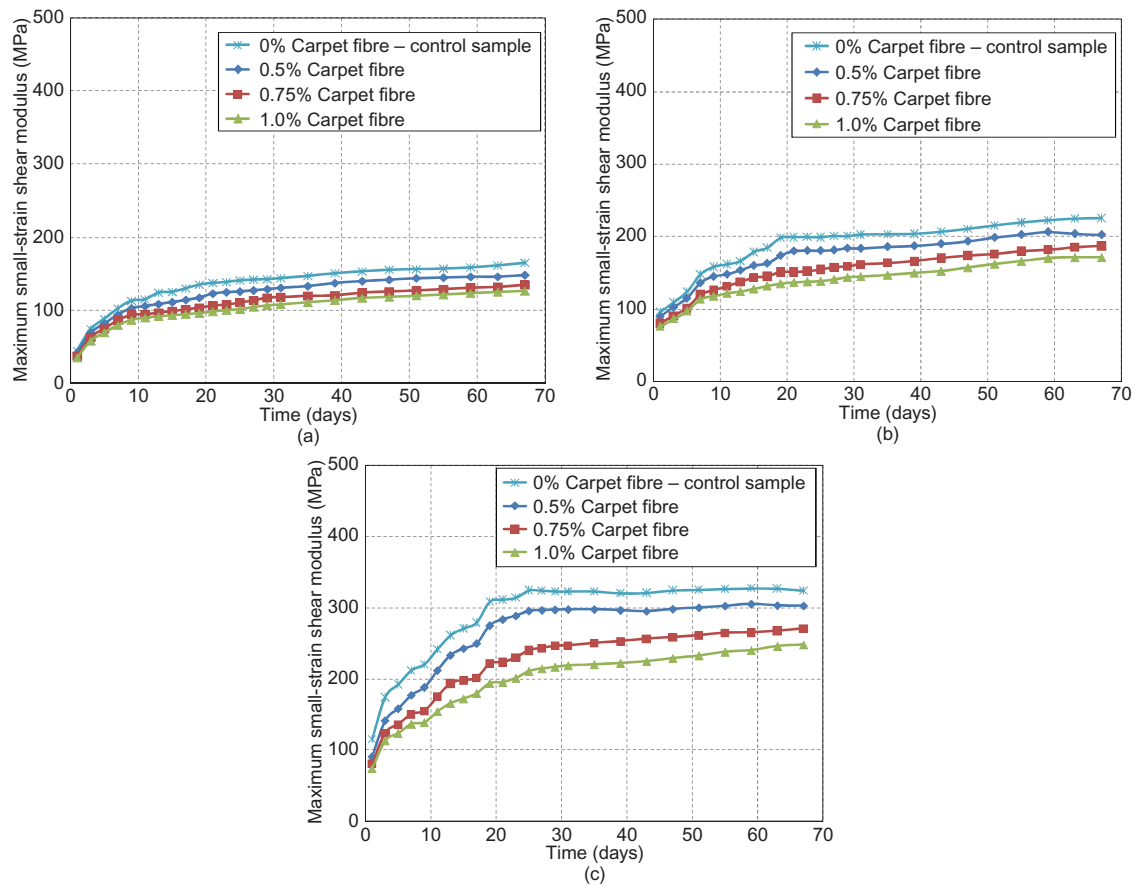 Maximum small-strain shear modulus (MPa)
500
400
300
200
100
0
0% Carpet fibre – control sample
0.5% Carpet fibre
0.75% Carpet fibre
1.0% Carpet fibre
0 10 20 30 40 50 60 70
Time (days)
(a)
Maximum small-strain shear modulus (MPa)
500
400
300
200
100
0
0% Carpet fibre – control sample
0.5% Carpet fibre
0.75% Carpet fibre
1.0% Carpet fibre
0 10 20 30 40 50 60 70
Time (days)
(b)
Maximum small-strain shear modulus (MPa)
500
400
300
200
100
0
0% Carpet fibre – control sample
0.5% Carpet fibre
0.75% Carpet fibre
1.0% Carpet fibre
0 10 20 30 40 50 60 70
Time (days)
(c)